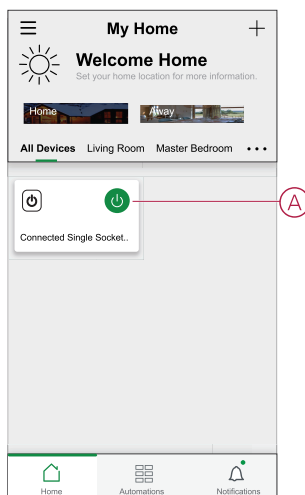 My Home
Welcome Home
Set your home location for more information.
Home Away
All Devices Living Room Master Bedroom
Connected Single Socket..
A
Home Automations Notifications